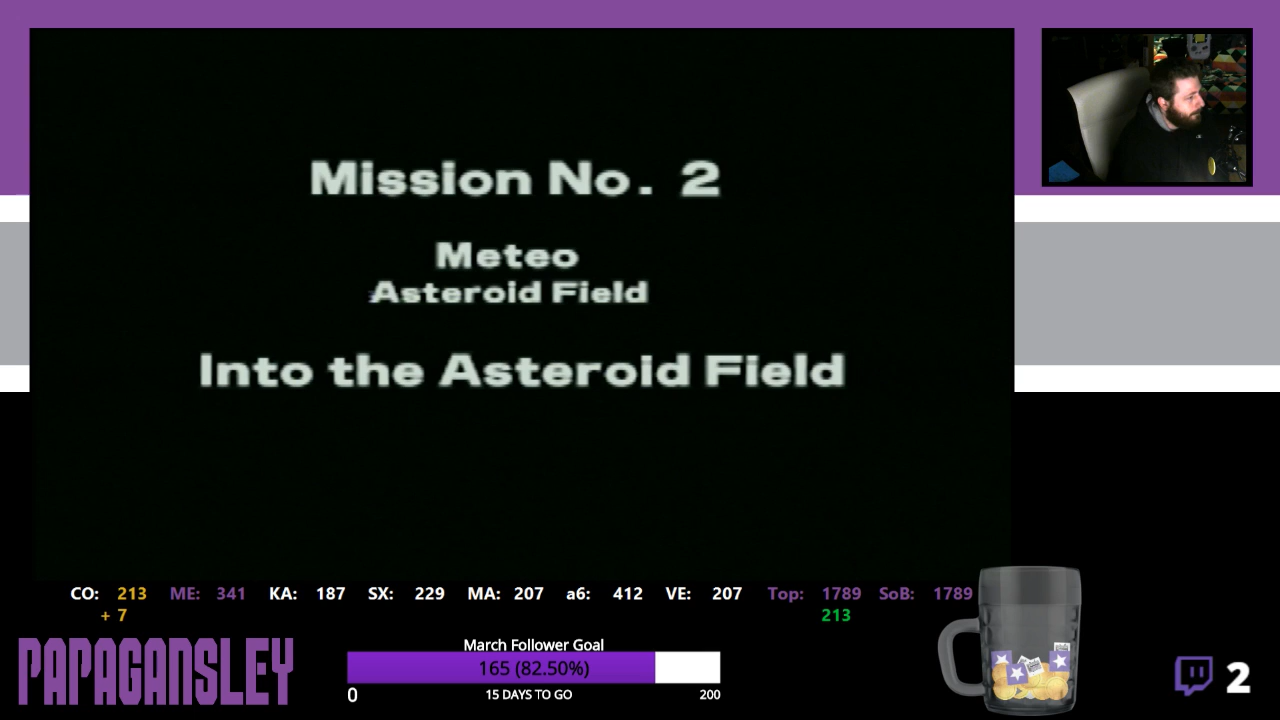 Mission No. 2
Meteo
Asteroid Field
Into the Asteroid Field
CO: 213 ME: 341 KA: 187 SX: 229 MA: 207 a6: 412 VE: 207 Top: 1789 SoB: 1789
+ 7 213
PAPAGANSLEY
March Follower Goal
165 (82.50%)
0 15 DAYS TO GO 200
2